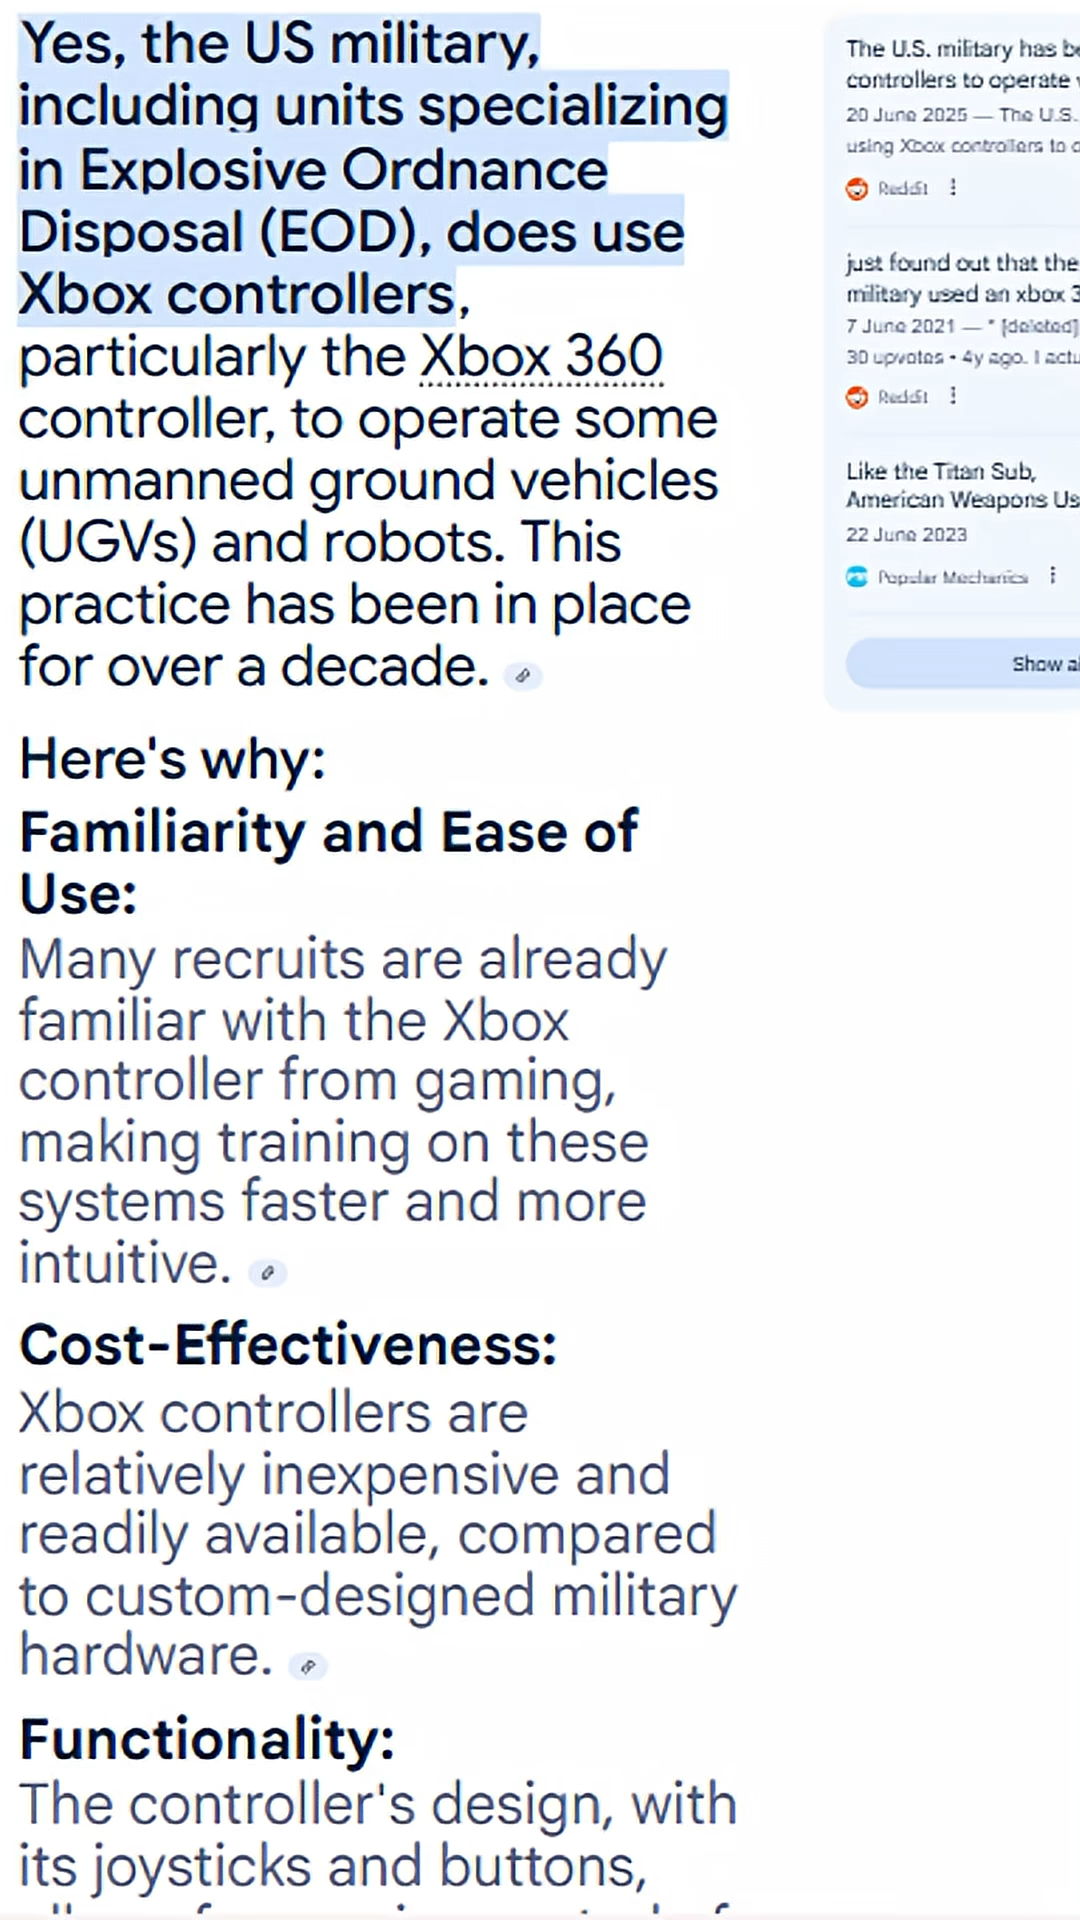 Yes, the US military,
including units specializing
in Explosive Ordnance
Disposal (EOD), does use
Xbox controllers,
particularly the Xbox 360
controller, to operate some
unmanned ground vehicles
(UGVs) and robots. This
practice has been in place
for over a decade.
Here's why:
Familiarity and Ease of
Use:
Many recruits are already
familiar with the Xbox
controller from gaming,
making training on these
systems faster and more
intuitive.
Cost-Effectiveness:
Xbox controllers are
relatively inexpensive and
readily available, compared
to custom-designed military
hardware.
Functionality:
The controller's design, with
its joysticks and buttons,
The U.S. military has
controllers to operate
20 June 2025 — The U.S.
using Xbox controllers to
Reddit
just found out that the
military used an xbox
7 June 2021 — " [deleted]
30 upvotes • 4y ago. I
Reddit
Like the Titan Sub,
American Weapons
22 June 2023
Popular Mechanics
Show